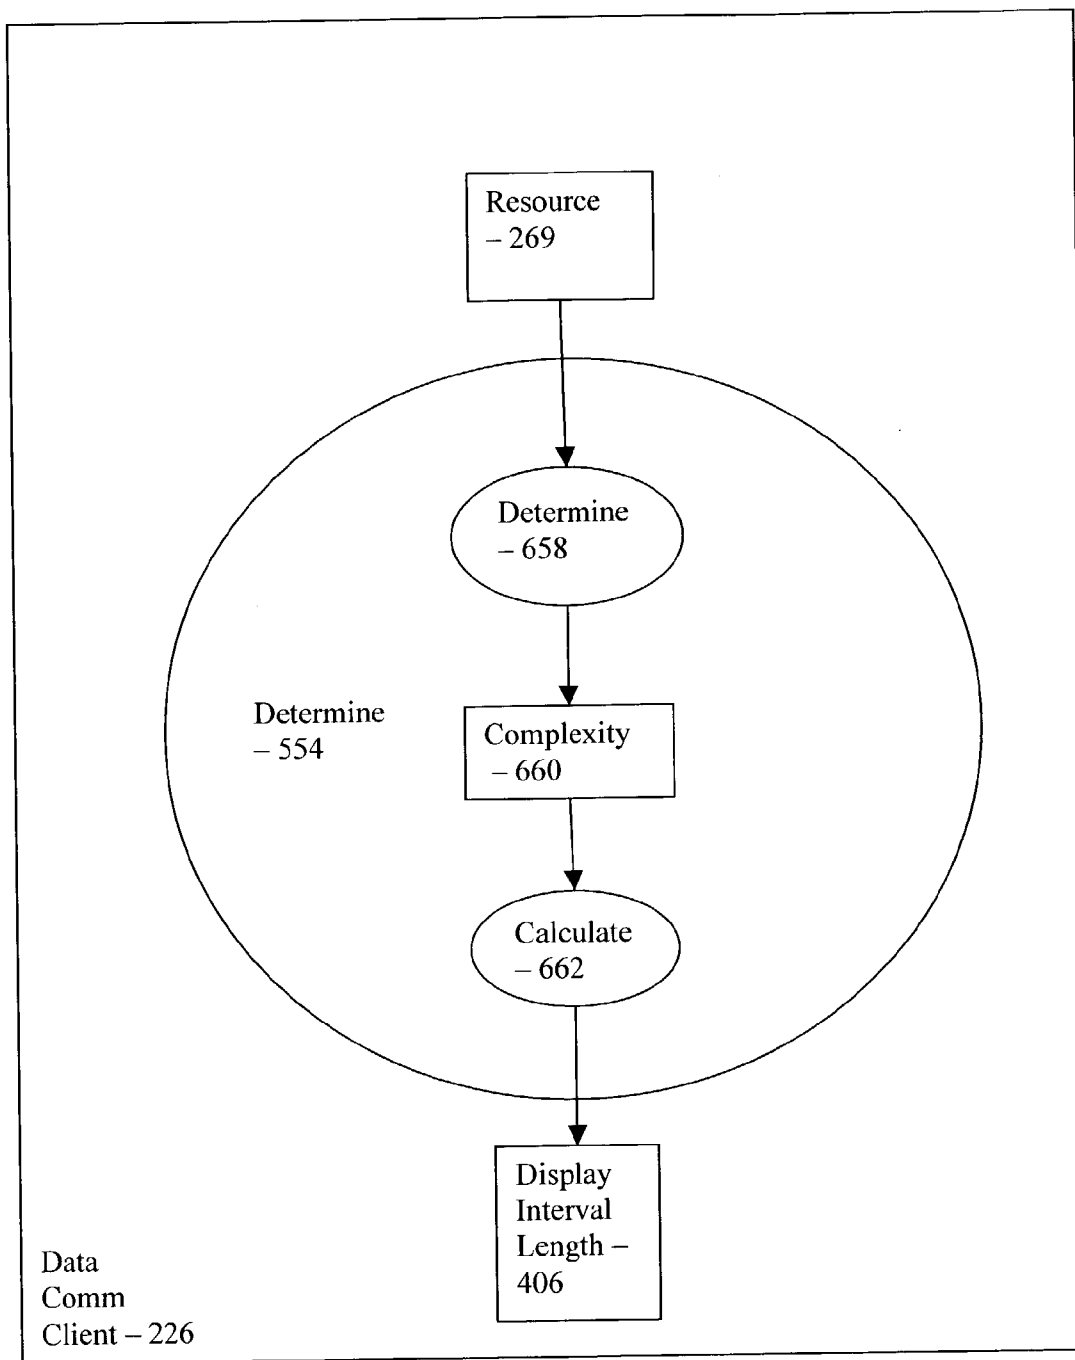 Resource
– 269
Determine
– 658
Determine
– 554
Complexity
– 660
Calculate
– 662
Display
Interval
Length –
406
Data
Comm
Client – 226